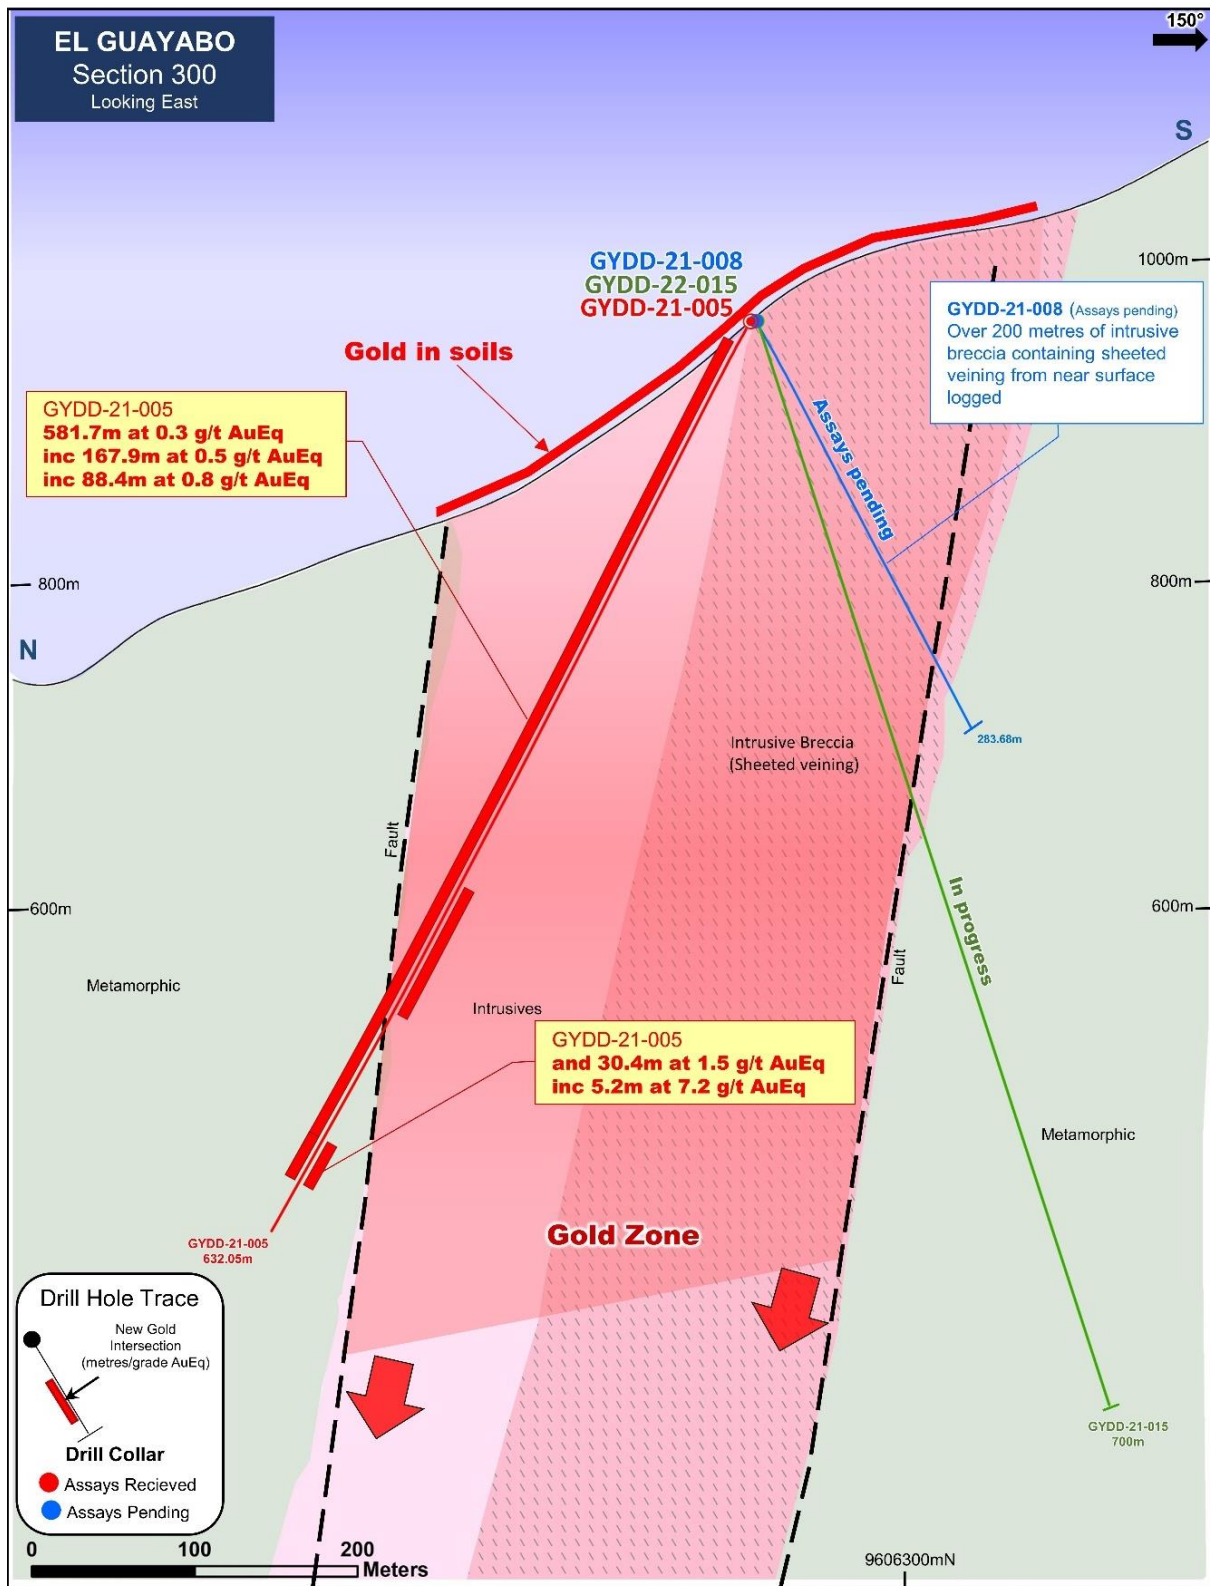 EL GUAYABO
Section 300
Looking East
150°
S
GYDD-21-008
GYDD-22-015
GYDD-21-005
1000m
Gold in soils
GYDD-21-008 (Assays pending)
Over 200 metres of intrusive
breccia containing sheeted
veining from near surface
logged
GYDD-21-005
581.7m at 0.3 g/t AuEq
inc 167.9m at 0.5 g/t AuEq
inc 88.4m at 0.8 g/t AuEq
Assays pending
800m
800m
N
283.68m
Intrusive Breccia
(Sheeted veining)
Fault
600m
600m
In progress
Fault
Metamorphic
Intrusives
GYDD-21-005
and 30.4m at 1.5 g/t AuEq
inc 5.2m at 7.2 g/t AuEq
Metamorphic
Gold Zone
GYDD-21-005
632.05m
Drill Hole Trace
New Gold
Intersection
(metres/grade AuEq)
Drill Collar
Assays Recieved
Assays Pending
GYDD-21-015
700m
0 100 200
Meters
9606300mN